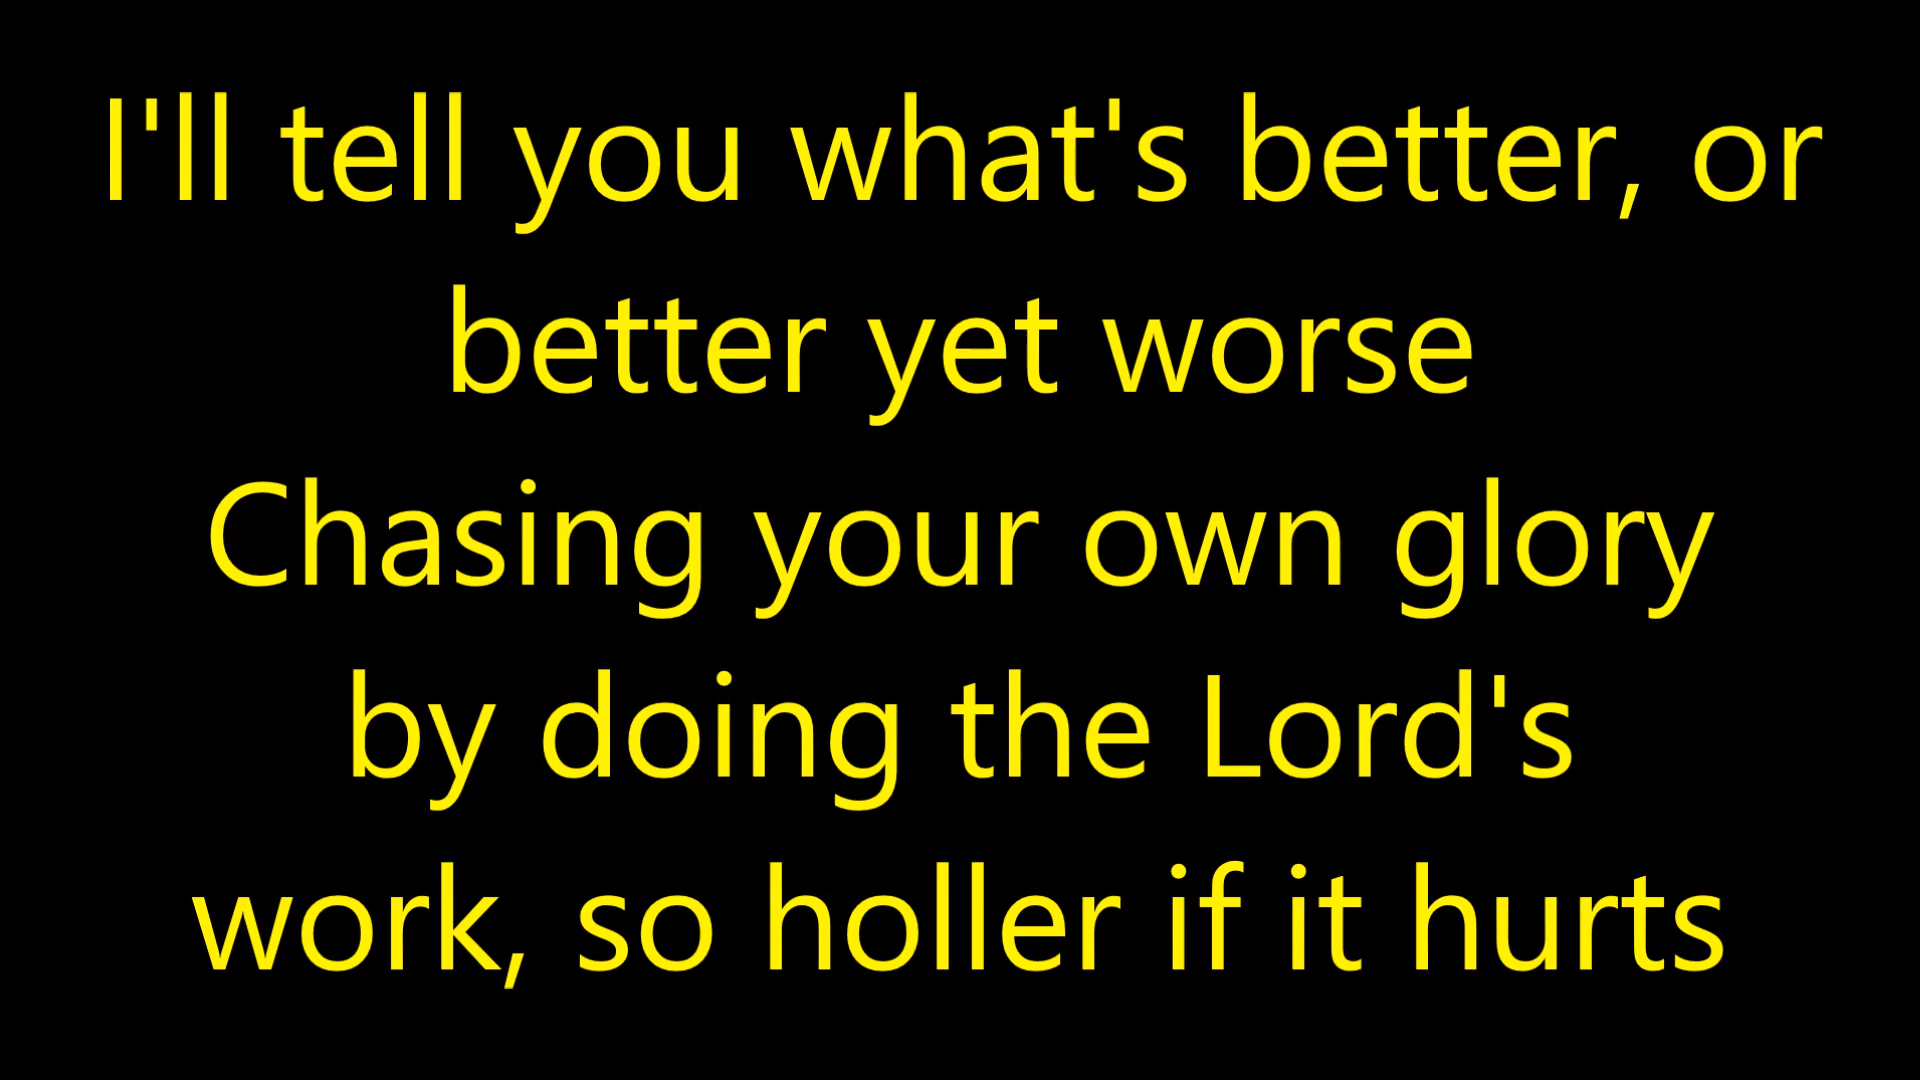 I'll tell you what's better, or
better yet worse
Chasing your own glory
by doing the Lord's
work, so holler if it hurts